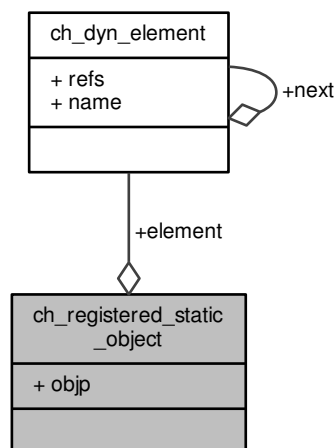 ch_dyn_element
+ refs
+ name
+next
+element
ch_registered_static
_object
+ objp